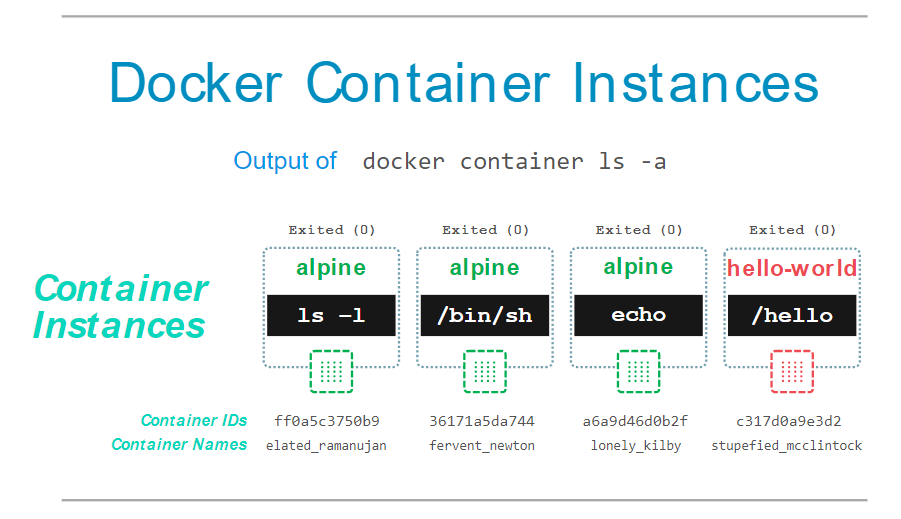 Docker Container Instances
Output of docker container ls -a
Exited (0) Exited (0) Exited (0) Exited (0)
alpine alpine alpine hello-world
Container
Instances
ls –l /bin/sh echo /hello
Container IDs ff0a5c3750b9 36171a5da744 a6a9d46d0b2f c317d0a9e3d2
Container Names elated_ramanujan fervent_newton lonely_kilby stupefied_mcclintock